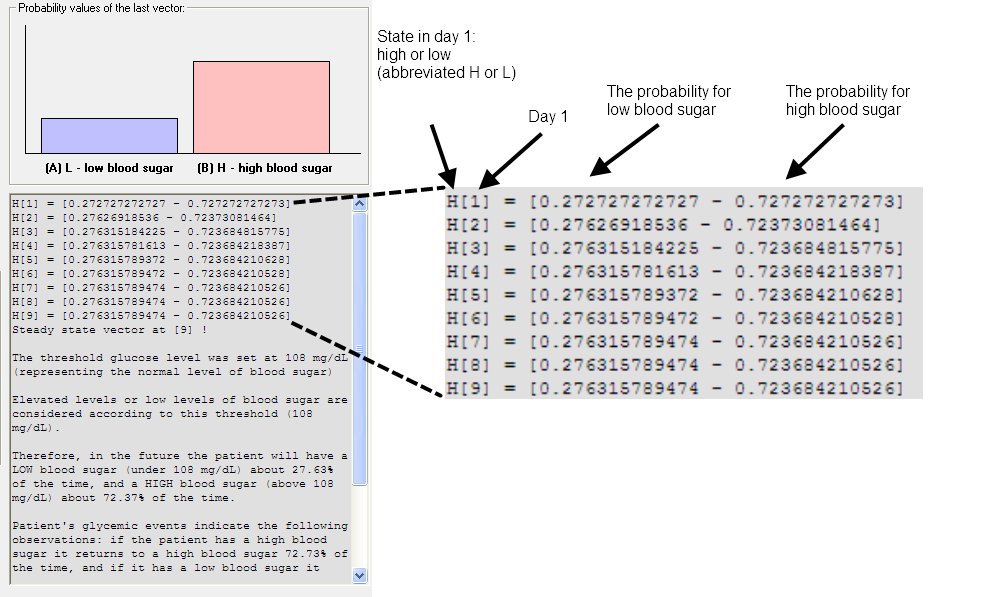 Probability values of the last vector:
(A) L - low blood sugar
(B) H - high blood sugar
H[1] = [0.272727272727 - 0.727272727273]
H[2] = [0.27626918536 - 0.72373081464]
H[3] = [0.276315184225 - 0.723684815775]
H[4] = [0.276315781613 - 0.723684218387]
H[5] = [0.276315789372 - 0.723684210628]
H[6] = [0.276315789472 - 0.723684210528]
H[7] = [0.276315789474 - 0.723684210526]
H[8] = [0.276315789474 - 0.723684210526]
H[9] = [0.276315789474 - 0.723684210526]
Steady state vector at [9] !
The threshold glucose level was set at 108 mg/dL
(representing the normal level of blood sugar)
Elevated levels or low levels of blood sugar are
considered according to this threshold (108
mg/dL).
Therefore, in the future the patient will have a
LOW blood sugar (under 108 mg/dL) about 27.63%
of the time, and a HIGH blood sugar (above 108
mg/dL) about 72.37% of the time.
Patient's glycemic events indicate the following
observations: if the patient has a high blood
sugar it returns to a high blood sugar 72.73% of
the time, and if it has a low blood sugar it
State in day 1:
high or low
(abbreviated H or L)
Day 1
The probability for
low blood sugar
The probability for
high blood sugar
H[1] = [0.272727272727 - 0.727272727273]
H[2] = [0.27626918536 - 0.72373081464]
H[3] = [0.276315184225 - 0.723684815775]
H[4] = [0.276315781613 - 0.723684218387]
H[5] = [0.276315789372 - 0.723684210628]
H[6] = [0.276315789472 - 0.723684210528]
H[7] = [0.276315789474 - 0.723684210526]
H[8] = [0.276315789474 - 0.723684210526]
H[9] = [0.276315789474 - 0.723684210526]